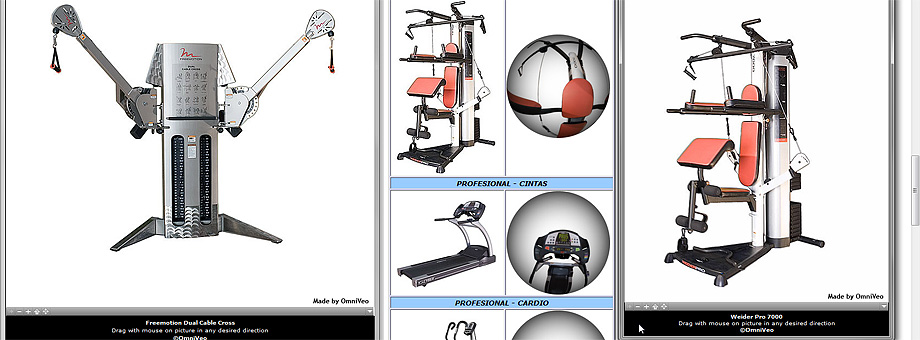 FREEMOTION
CABLE CROSS
Made by OmniVeo
Freemotion Dual Cable Cross
Drag with mouse on picture in any desired direction
©OmniVeo
PROFESIONAL - CINTAS
PROFESIONAL - CARDIO
Made by OmniVeo
Weider Pro 7000
Drag with mouse on picture in any desired direction
©OmniVeo